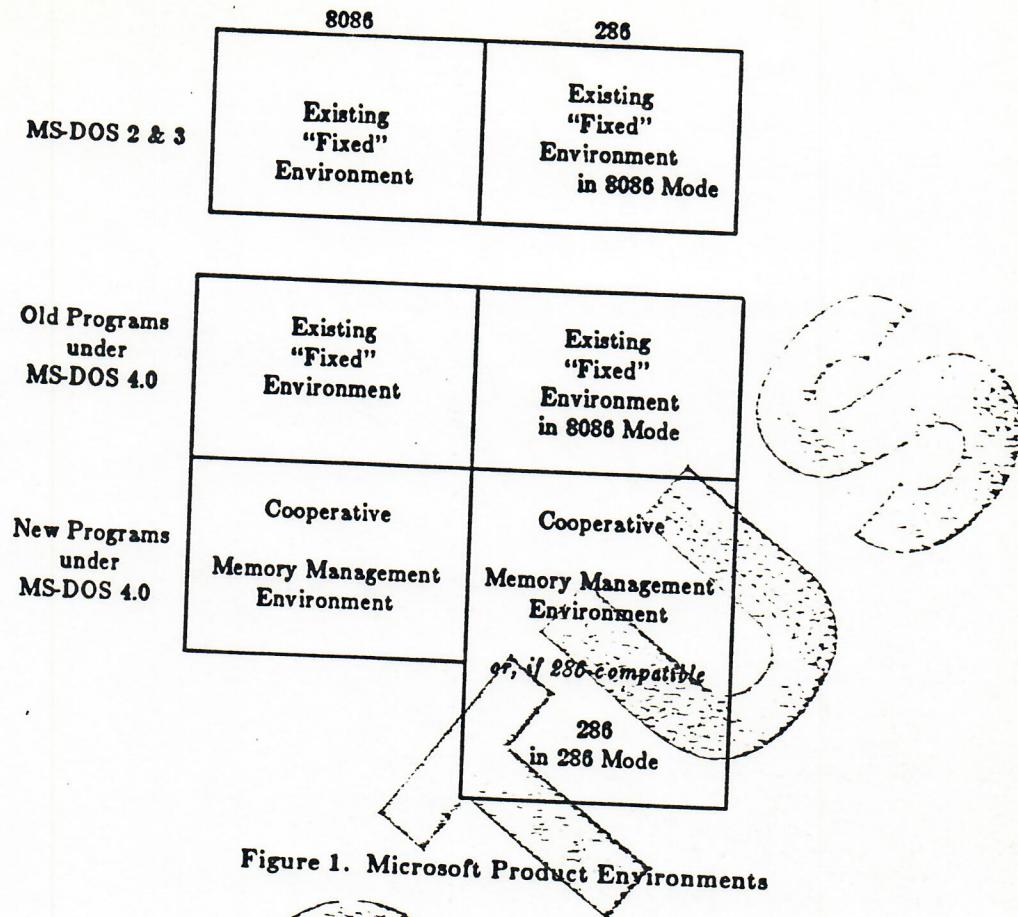 8086
286
MS-DOS 2 & 3
Existing
“Fixed”
Environment
Existing
“Fixed”
Environment
in 8086 Mode
Old Programs
under
MS-DOS 4.0
Existing
“Fixed”
Environment
Existing
“Fixed”
Environment
in 8086 Mode
New Programs
under
MS-DOS 4.0
Cooperative
Memory Management
Environment
Cooperative
Memory Management
Environment
or, if 286-compatible
286
in 286 Mode
Figure 1. Microsoft Product Environments